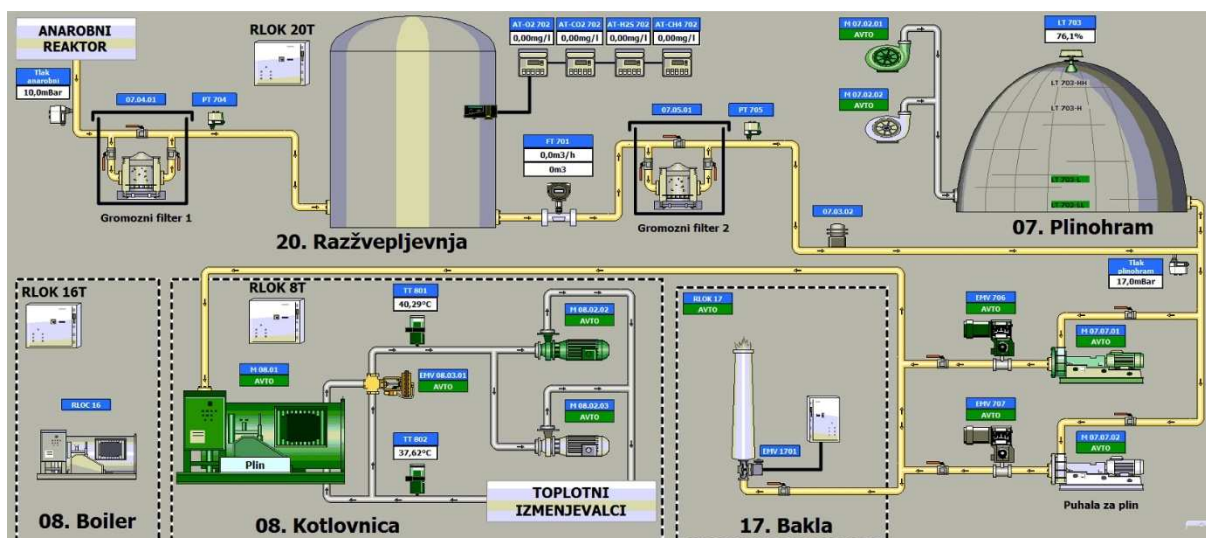 ANAROBNI
REAKTOR
RLOK 20T
AT-O2 702
0,00mg/l
AT-CO2 702
0,00mg/l
AT-H2S 702
0,00mg/l
AT-CH4 702
0,00mg/l
M 07.02.01
AVTO
LT 703
76,1%
Tlak
anarobni
10,0mBar
07.04.01
PT 704
07.05.01
PT 705
M 07.02.02
AVTO
LT 703-HH
LT 703-H
FT 701
0,0m3/h
0m3
LT 703-L
LT 703-LL
Gromozni filter 1
Gromozni filter 2
20. Razžvepljevnja
07.03.02
07. Plinohram
Tlak
plinohram
17,0mBar
RLOK 16T
RLOK 8T
TT 801
40,29°C
M 08.02.02
AVTO
RLOK 17
AVTO
EMV 706
AVTO
M 07.07.01
AVTO
M 08.01
AVTO
EMV 08.03.01
AVTO
RLOC 16
M 08.02.03
AVTO
EMV 707
AVTO
M 07.07.02
AVTO
TT 802
37,62°C
EMV 1701
Plin
TOPLOTNI
IZMENJEVALCI
Puhala za plin
08. Boiler
08. Kotlovnica
17. Bakla